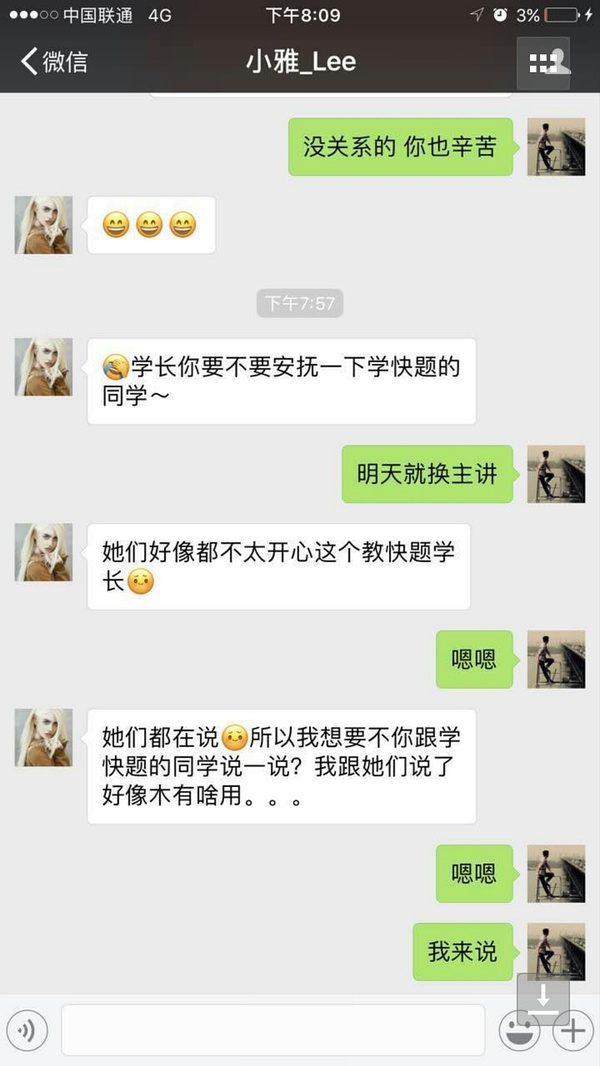 中国联通 4G 下午8:09 3%
微信 小雅_Lee
没关系的 你也辛苦
下午7:57
学长你要不要安抚一下学快题的
同学～
明天就换主讲
她们好像都不太开心这个教快题学
长
嗯嗯
她们都在说所以我想要不你跟学
快题的同学说一说？我跟她们说了
好像木有啥用。。。
嗯嗯
我来说